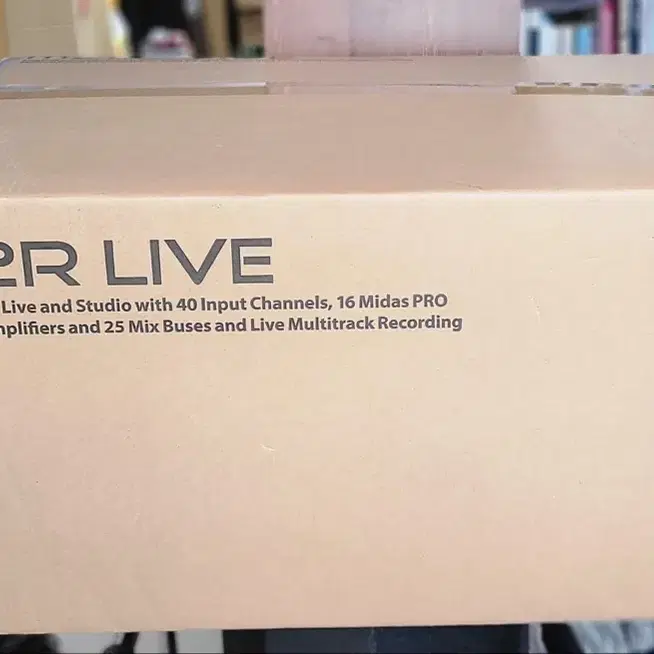 2R LIVE
Live and Studio with 40 Input Channels, 16 Midas PRO
mplifiers and 25 Mix Buses and Live Multitrack Recording